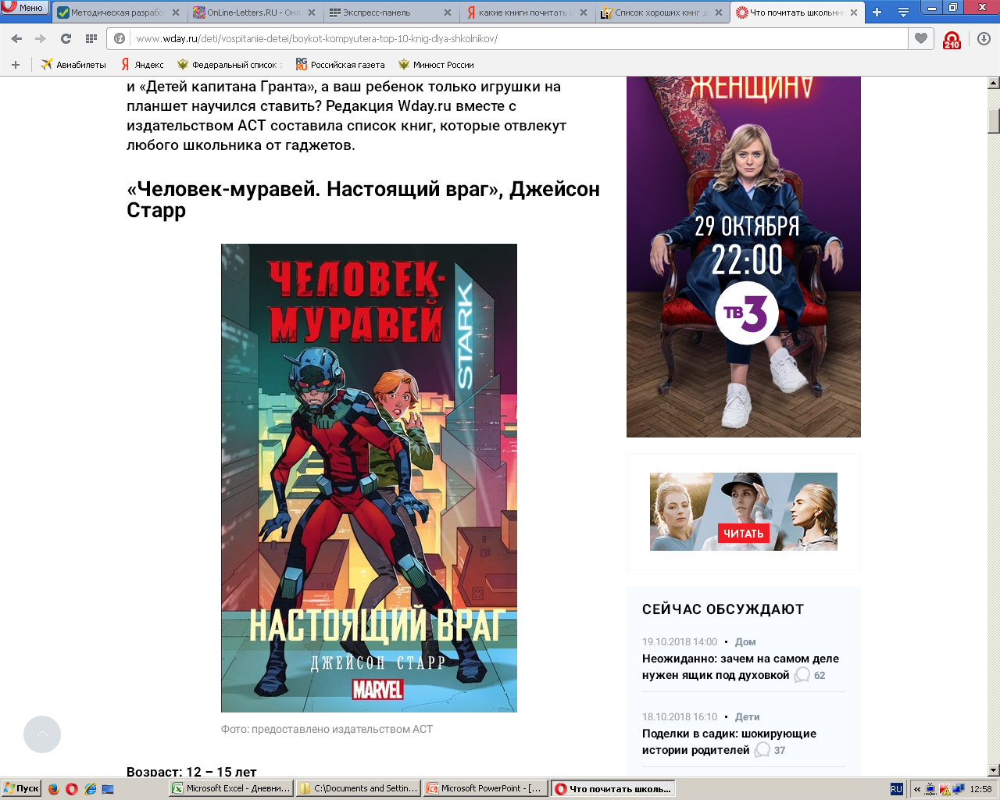 Меню
Методическая разработ
OnLine-Letters.RU - Онл
Экспресс-панель
какие книги почитать ш
Список хороших книг д
Что почитать школьни
www.wday.ru/deti/vospitanie-detei/boykot-kompyutera-top-10-knig-dlya-shkolnikov/
210
Авиабилеты
Яндекс
Федеральный список з
Российская газета
Минюст России
и «Детей капитана Гранта», а ваш ребенок только игрушки на
планшет научился ставить? Редакция Wday.ru вместе с
издательством АСТ составила список книг, которые отвлекут
любого школьника от гаджетов.
«Человек-муравей. Настоящий враг», Джейсон
Старр
ЧЕЛОВЕК-
МУРАВЕЙ
STARK
НАСТОЯЩИЙ ВРАГ
ДЖЕЙСОН СТАРР
MARVEL
Фото: предоставлено издательством АСТ
Возраст: 12 – 15 лет
ЖЕНЩИНА
29 ОКТЯБРЯ
22:00
ТВ3
ЧИТАТЬ
СЕЙЧАС ОБСУЖДАЮТ
19.10.2018 14:00 • Дом
Неожиданно: зачем на самом деле
нужен ящик под духовкой 62
18.10.2018 16:10 • Дети
Поделки в садик: шокирующие
истории родителей 37
Пуск
Microsoft Excel - Дневни...
C:\Documents and Settin...
Microsoft PowerPoint - [...
Что почитать школь...
RU
«
12:58